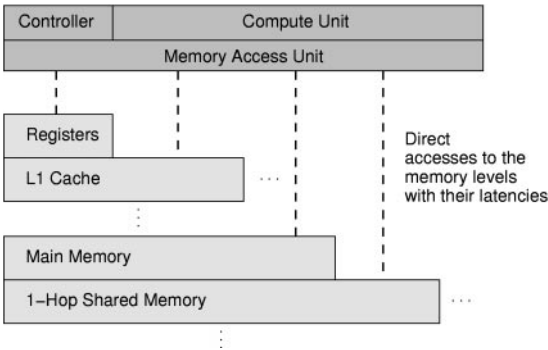 Controller
Compute Unit
Memory Access Unit
Registers
L1 Cache
...
Direct
accesses to the
memory levels
with their latencies
Main Memory
1−Hop Shared Memory
...